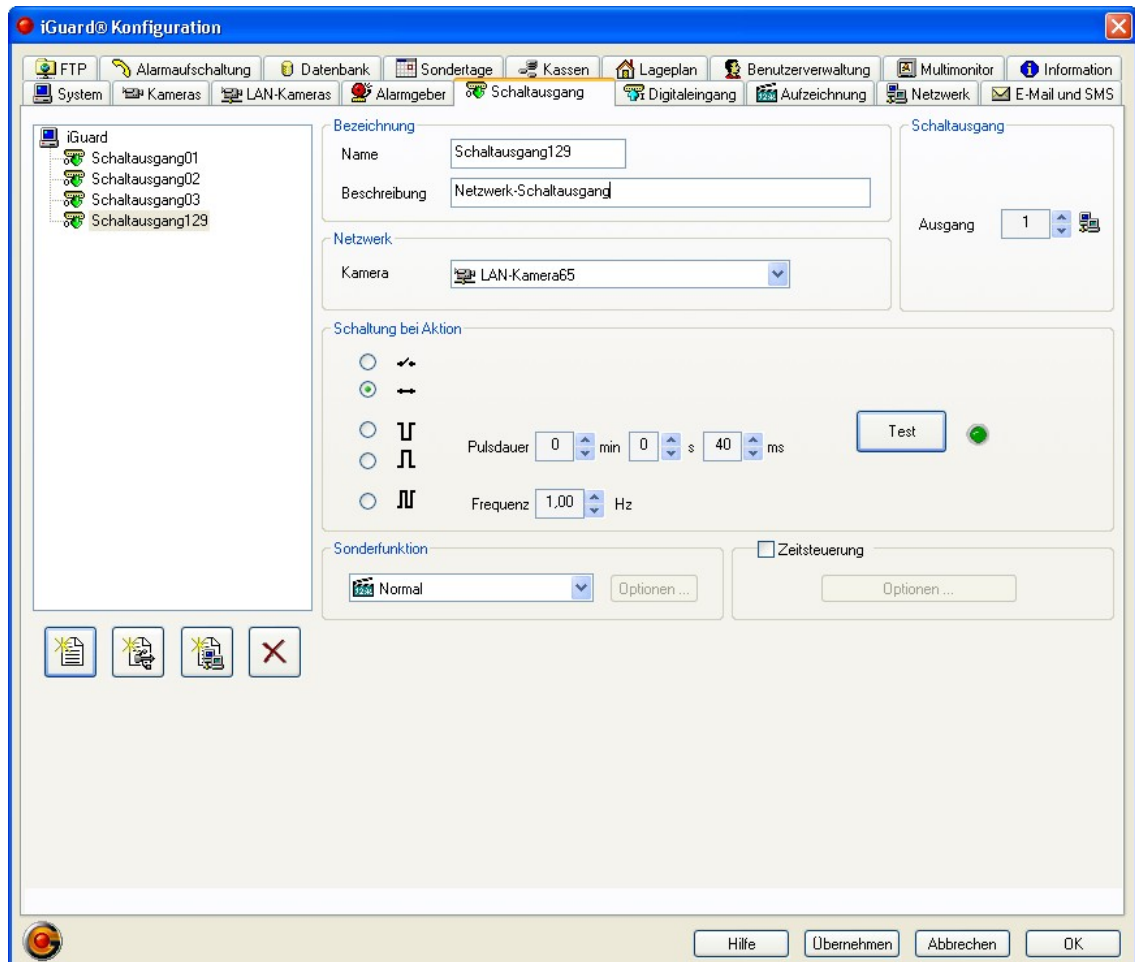 iGuard® Konfiguration
FTP
Alarmaufschaltung
Datenbank
Sondertage
Kassen
Lageplan
Benutzerverwaltung
Multimonitor
Information
System
Kameras
LAN-Kameras
Alarmgeber
Schaltausgang
Digitaleingang
Aufzeichnung
Netzwerk
E-Mail und SMS
iGuard
Schaltausgang01
Schaltausgang02
Schaltausgang03
Schaltausgang129
Bezeichnung
Name Schaltausgang129
Beschreibung Netzwerk-Schaltausgang
Schaltausgang
Ausgang 1
Netzwerk
Kamera LAN-Kamera65
Schaltung bei Aktion
Pulsdauer 0 min 0 s 40 ms
Test
Frequenz 1,00 Hz
Sonderfunktion
Normal
Optionen ...
Zeitsteuerung
Optionen ...
Hilfe
Übernehmen
Abbrechen
OK